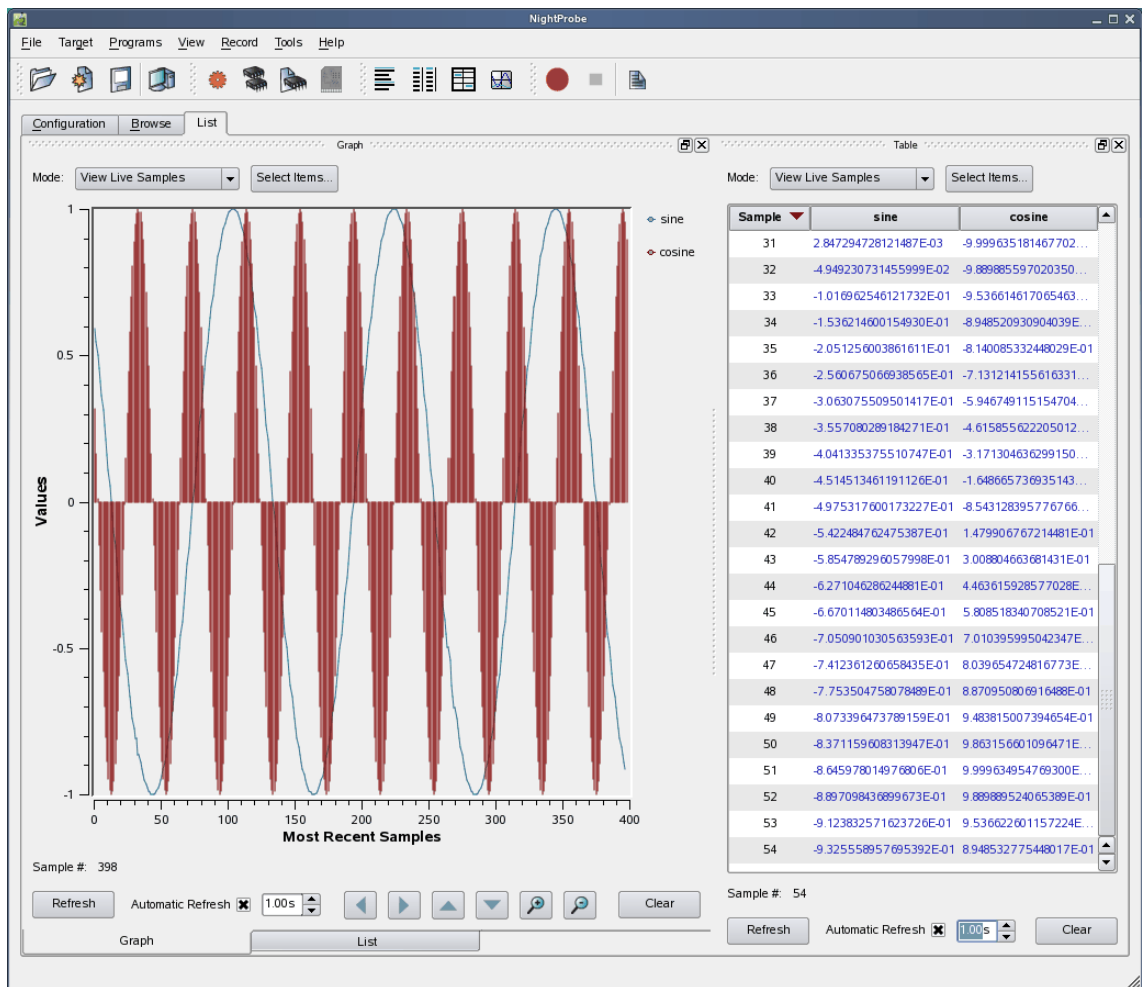 NightProbe
File Target Programs View Record Tools Help
Configuration Browse List
Graph
Mode: View Live Samples Select Items...
sine
cosine
1
0.5
0
-0.5
-1
Values
0 50 100 150 200 250 300 350 400
Most Recent Samples
Sample #: 398
Refresh Automatic Refresh 1.00s Clear
Graph List
Table
Mode: View Live Samples Select Items...
Sample sine cosine
31 2.847294728121487E-03 -9.999635181467702...
32 -4.949230731455999E-02 -9.889885597020350...
33 -1.016962546121732E-01 -9.536614617065463...
34 -1.536214600154930E-01 -8.948520930904039E...
35 -2.051256003861611E-01 -8.140085332448029E-01
36 -2.560675066938565E-01 -7.131214155616331...
37 -3.063075509501417E-01 -5.946749115154704...
38 -3.557080289184271E-01 -4.615855622205012...
39 -4.041335375510747E-01 -3.171304636299150...
40 -4.514513461191126E-01 -1.648665736935143...
41 -4.975317600173227E-01 -8.543128395776766...
42 -5.422484762475387E-01 1.479906767214481E-01
43 -5.854789296057998E-01 3.008804663681431E-01
44 -6.271046286244881E-01 4.463615928577028E...
45 -6.670114803486564E-01 5.808518340708521E-01
46 -7.050901030563593E-01 7.010395995042347E...
47 -7.412361260658435E-01 8.039654724816773E...
48 -7.753504758078489E-01 8.870950806916488E-01
49 -8.073396473789159E-01 9.483815007394654E-01
50 -8.371159608313947E-01 9.863156601096471E...
51 -8.645978014976806E-01 9.999634954769300E...
52 -8.897098436899673E-01 9.889889524065389E-01
53 -9.123832571623726E-01 9.536622601157224E...
54 -9.325558957695392E-01 8.948532775448017E-01
Sample #: 54
Refresh Automatic Refresh 1.00s Clear